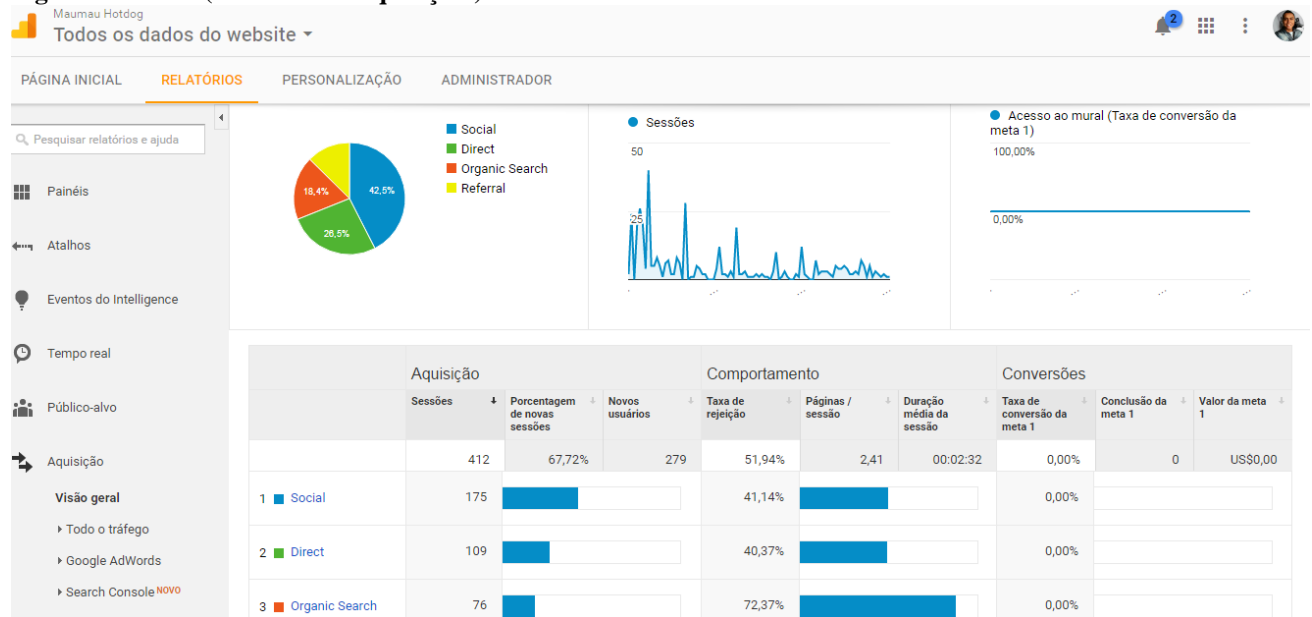 Maumau Hotdog
Todos os dados do website
2
PÁGINA INICIAL RELATÓRIOS PERSONALIZAÇÃO ADMINISTRADOR
Pesquisar relatórios e ajuda
Painéis
Atalhos
Eventos do Intelligence
Tempo real
Público-alvo
Aquisição
Visão geral
Todo o tráfego
Google AdWords
Search Console NOVO
42,5%
26,5%
18,4%
Social
Direct
Organic Search
Referral
Sessões
50
25
Acesso ao mural (Taxa de conversão da
meta 1)
100,00%
0,00%
Aquisição Comportamento Conversões
Sessões Porcentagem de novas sessões Novos usuários Taxa de rejeição Páginas / sessão Duração média da sessão Taxa de conversão da meta 1 Conclusão da meta 1 Valor da meta 1
412 67,72% 279 51,94% 2,41 00:02:32 0,00% 0 US$0,00
1 Social 175 41,14% 0,00%
2 Direct 109 40,37% 0,00%
3 Organic Search 76 72,37% 0,00%